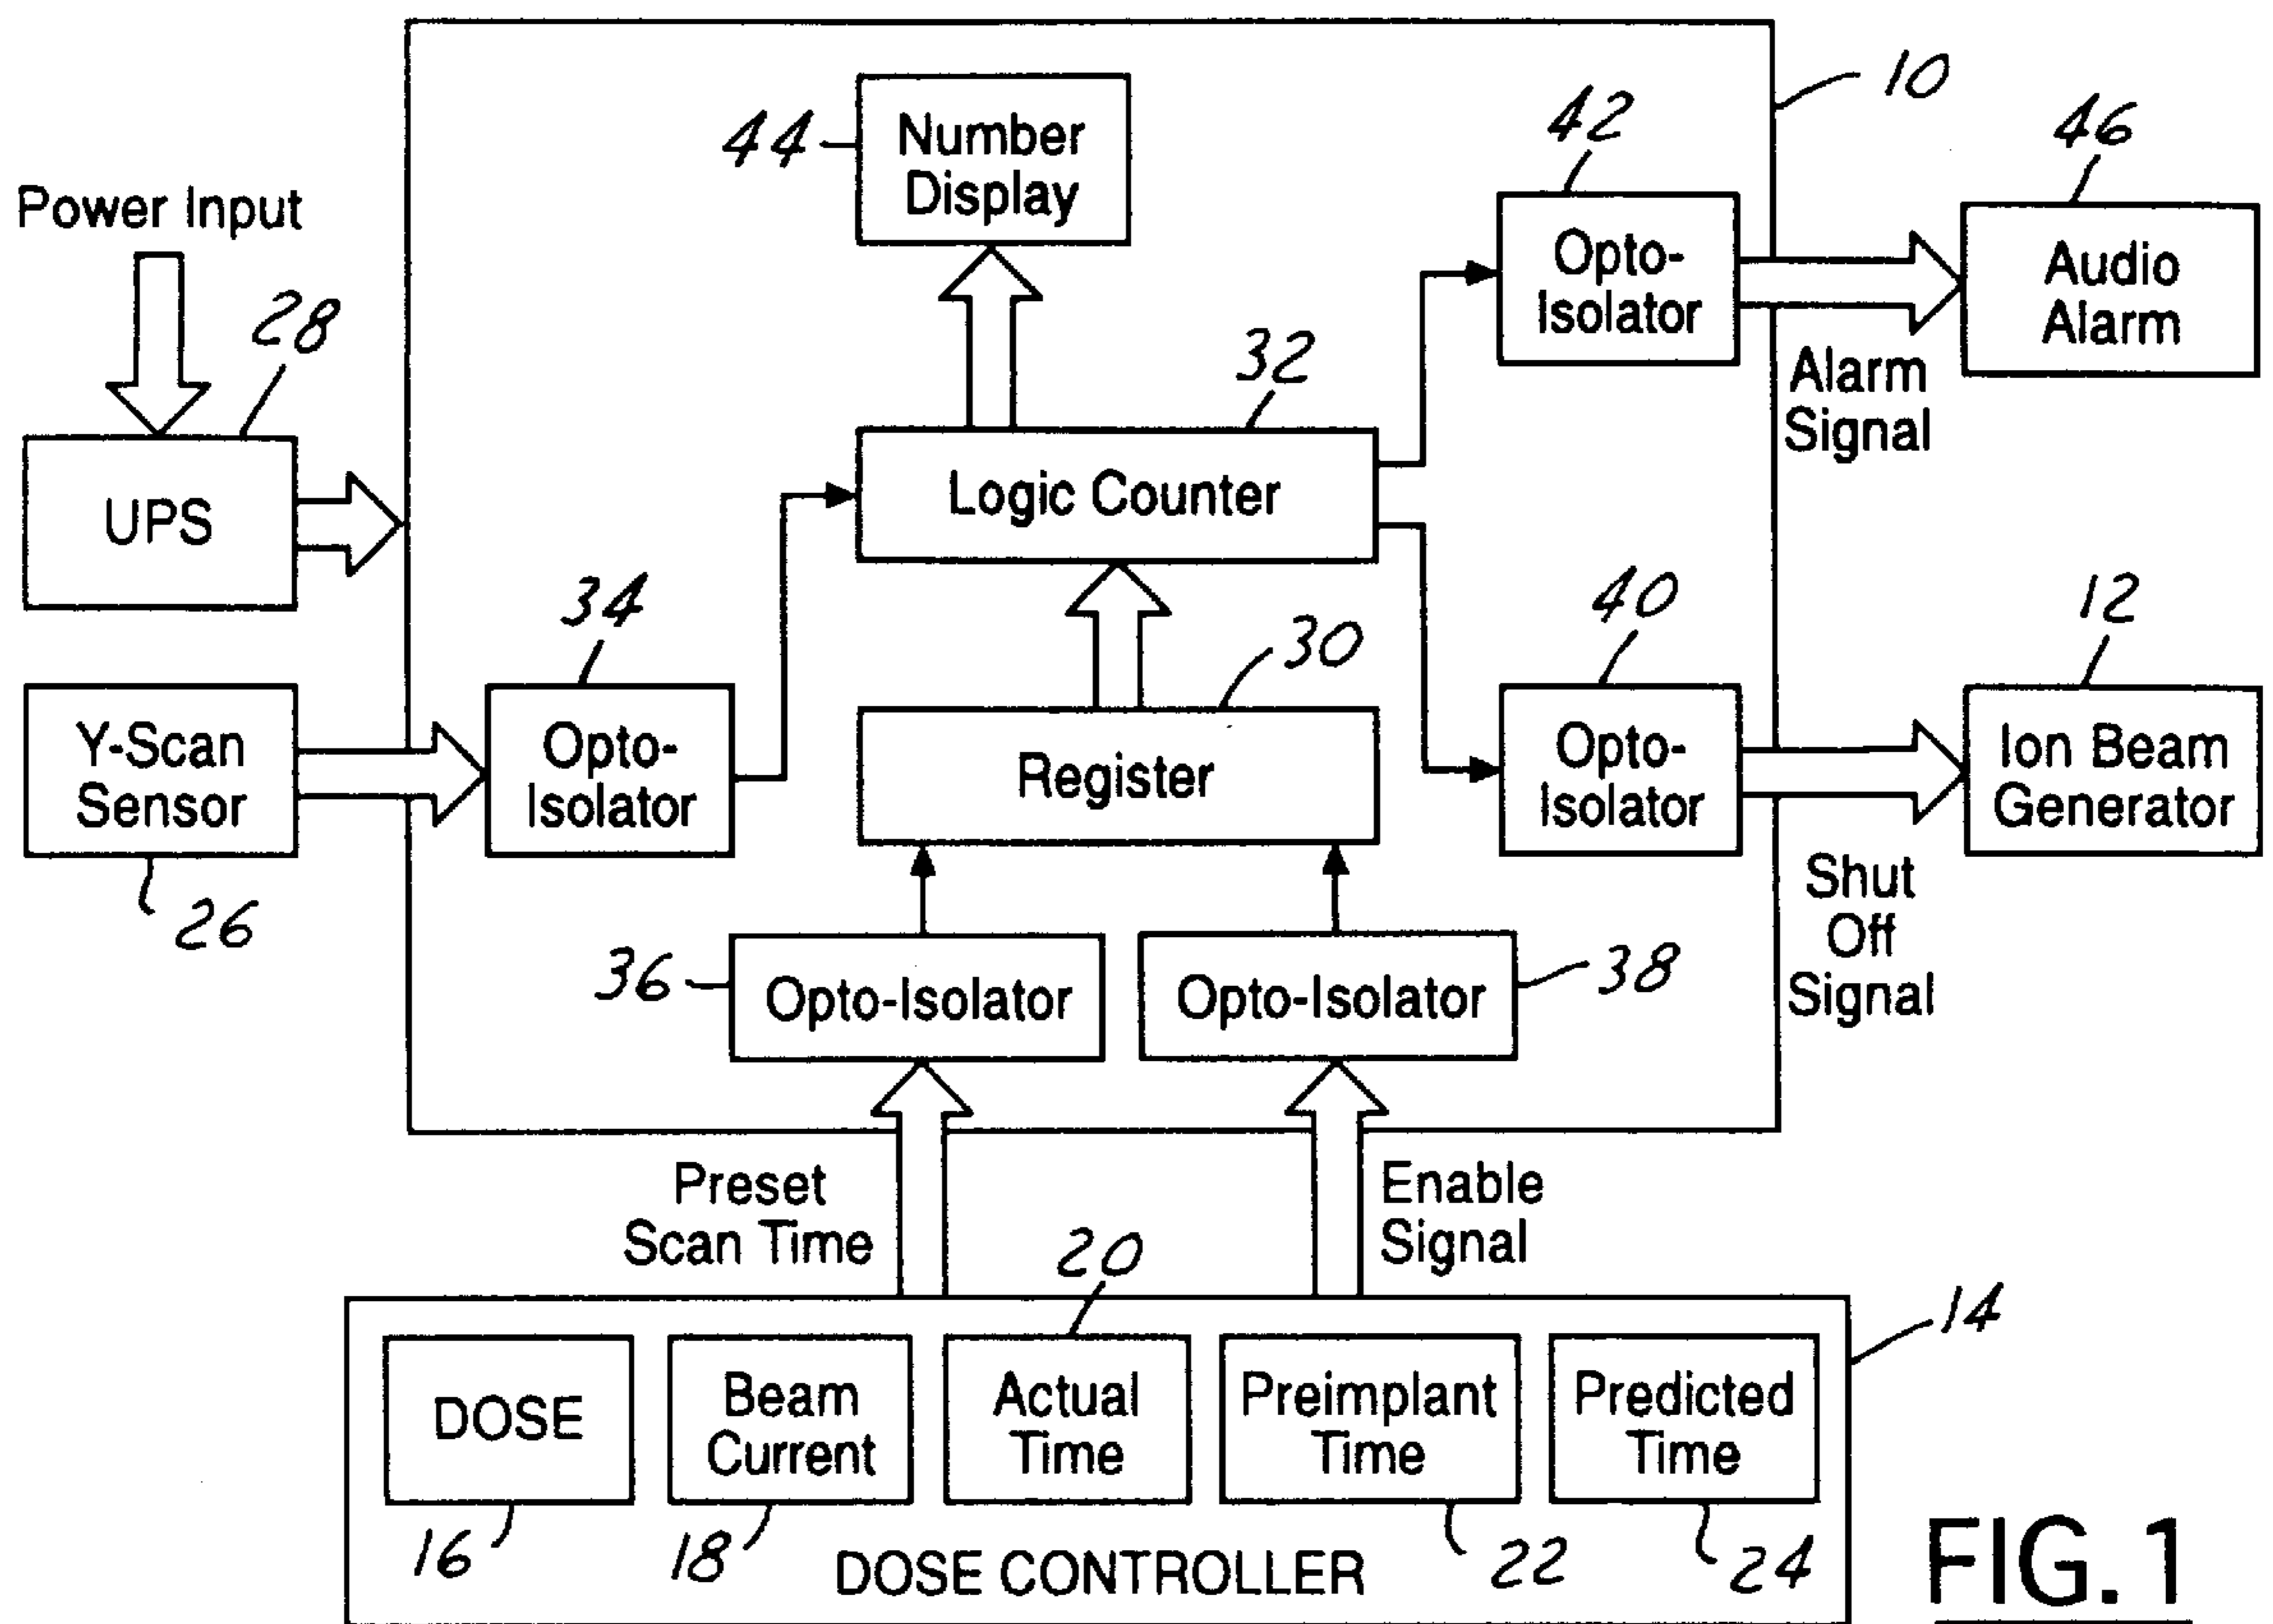 10
44
Number
Display
42
46
Power Input
Opto-
Isolator
Audio
Alarm
28
32
Alarm
Signal
UPS
Logic Counter
34
40
12
30
Y-Scan
Sensor
Opto-
Isolator
Register
Opto-
Isolator
Ion Beam
Generator
26
Shut
Off
Signal
36
Opto-Isolator
Opto-Isolator
38
Preset
Scan Time
Enable
Signal
20
14
DOSE
Beam
Current
Actual
Time
Preimplant
Time
Predicted
Time
16
18
DOSE CONTROLLER
22
24
FIG. 1